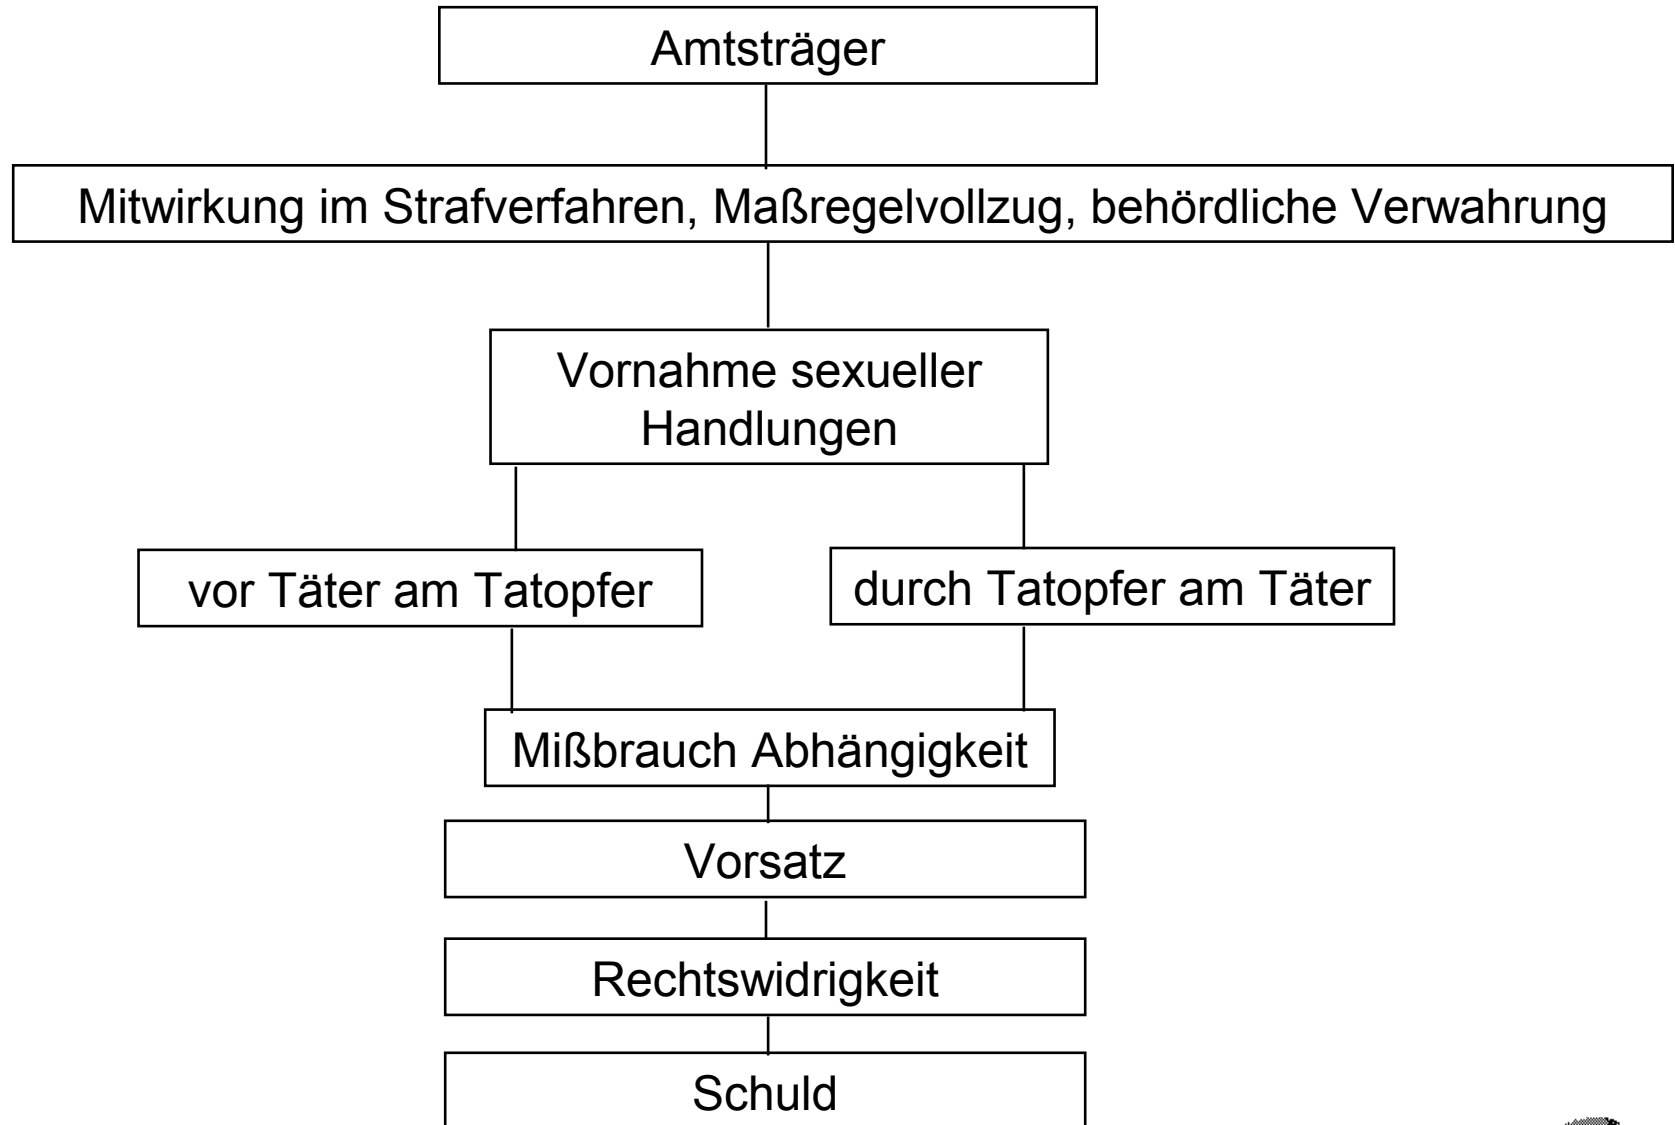 Amtsträger
Mitwirkung im Strafverfahren, Maßregelvollzug, behördliche Verwahrung
Vornahme sexueller
Handlungen
vor Täter am Tatopfer
durch Tatopfer am Täter
Mißbrauch Abhängigkeit
Vorsatz
Rechtswidrigkeit
Schuld